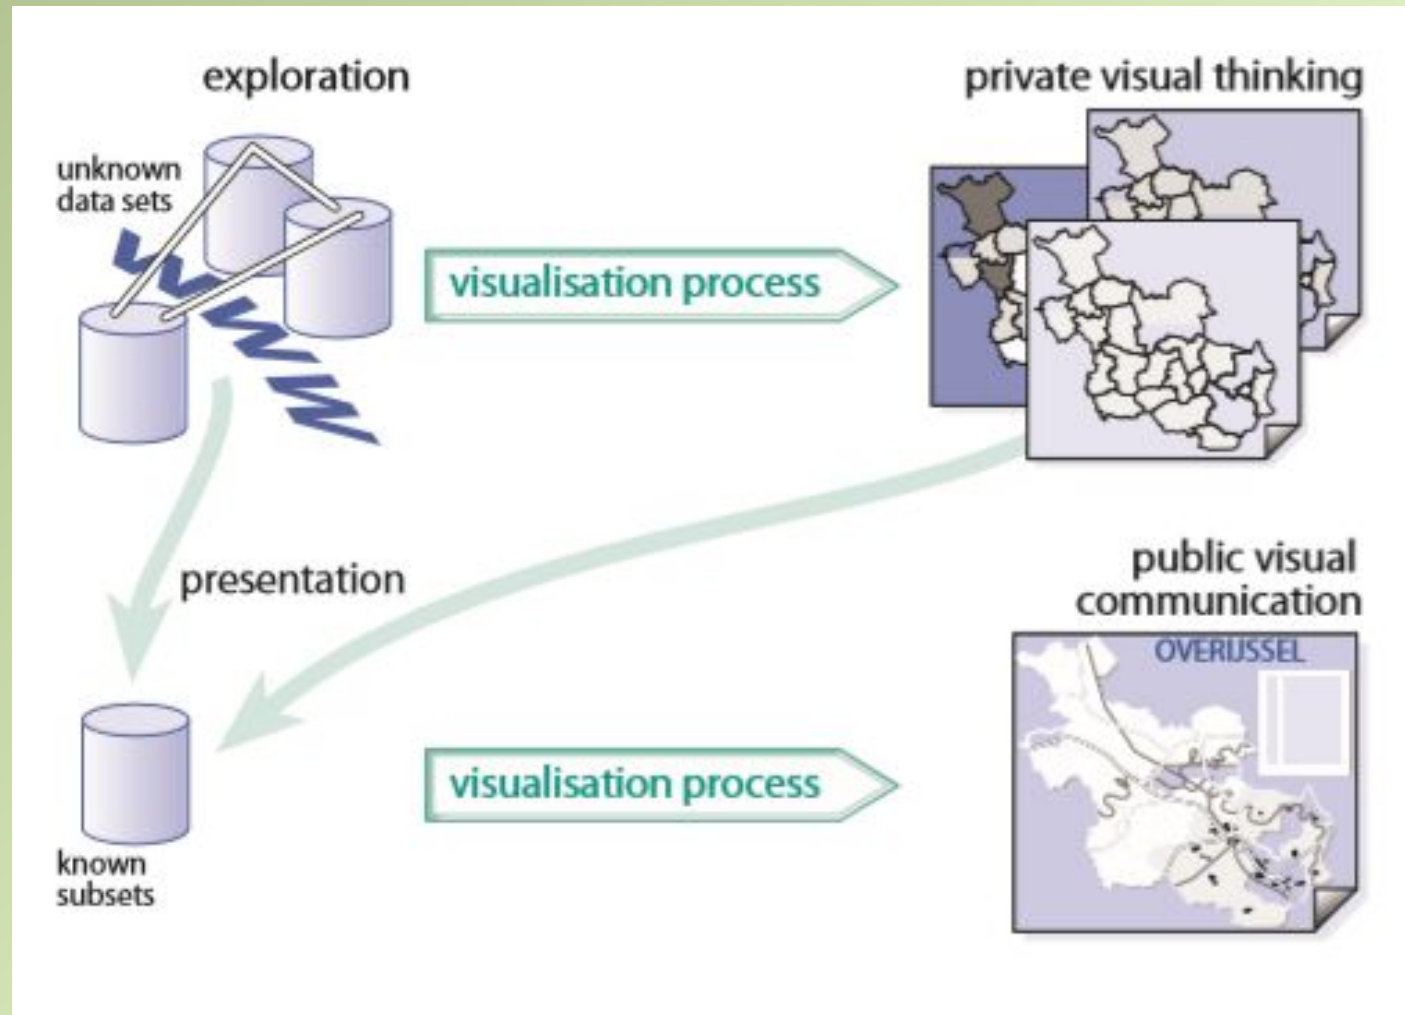 exploration
private visual thinking
unknown
data sets
www
visualisation process
presentation
public visual
communication
OVERIJSSEL
visualisation process
known
subsets